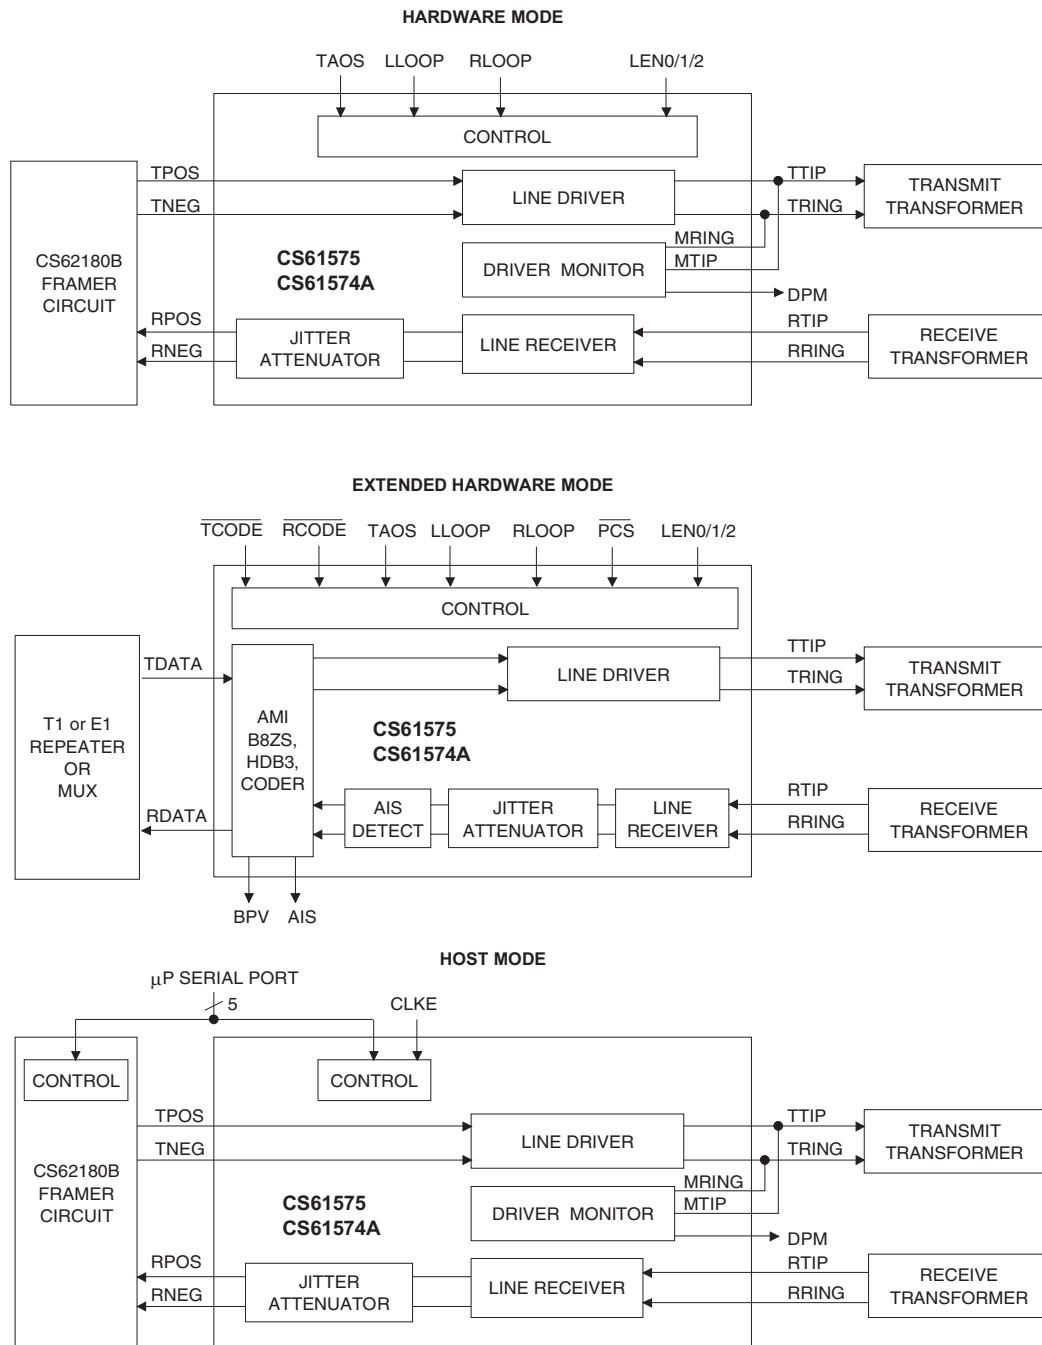 HARDWARE MODE
TAOS LLOOP RLOOP LEN0/1/2
CONTROL
TPOS
TNEG
LINE DRIVER
TTIP
TRING
TRANSMIT
TRANSFORMER
CS62180B
FRAMER
CIRCUIT
CS61575
CS61574A
DRIVER MONITOR
MRING
MTIP
DPM
RPOS
RNEG
JITTER
ATTENUATOR
LINE RECEIVER
RTIP
RRING
RECEIVE
TRANSFORMER
EXTENDED HARDWARE MODE
TCODE RCODE TAOS LLOOP RLOOP PCS LEN0/1/2
CONTROL
T1 or E1
REPEATER
OR
MUX
TDATA
RDATA
AMI
B8ZS,
HDB3,
CODER
LINE DRIVER
TTIP
TRING
TRANSMIT
TRANSFORMER
CS61575
CS61574A
AIS
DETECT
JITTER
ATTENUATOR
LINE
RECEIVER
RTIP
RRING
RECEIVE
TRANSFORMER
BPV AIS
HOST MODE
μP SERIAL PORT
5
CLKE
CONTROL
CONTROL
TPOS
TNEG
LINE DRIVER
TTIP
TRING
TRANSMIT
TRANSFORMER
CS62180B
FRAMER
CIRCUIT
CS61575
CS61574A
DRIVER MONITOR
MRING
MTIP
DPM
RPOS
RNEG
JITTER
ATTENUATOR
LINE RECEIVER
RTIP
RRING
RECEIVE
TRANSFORMER